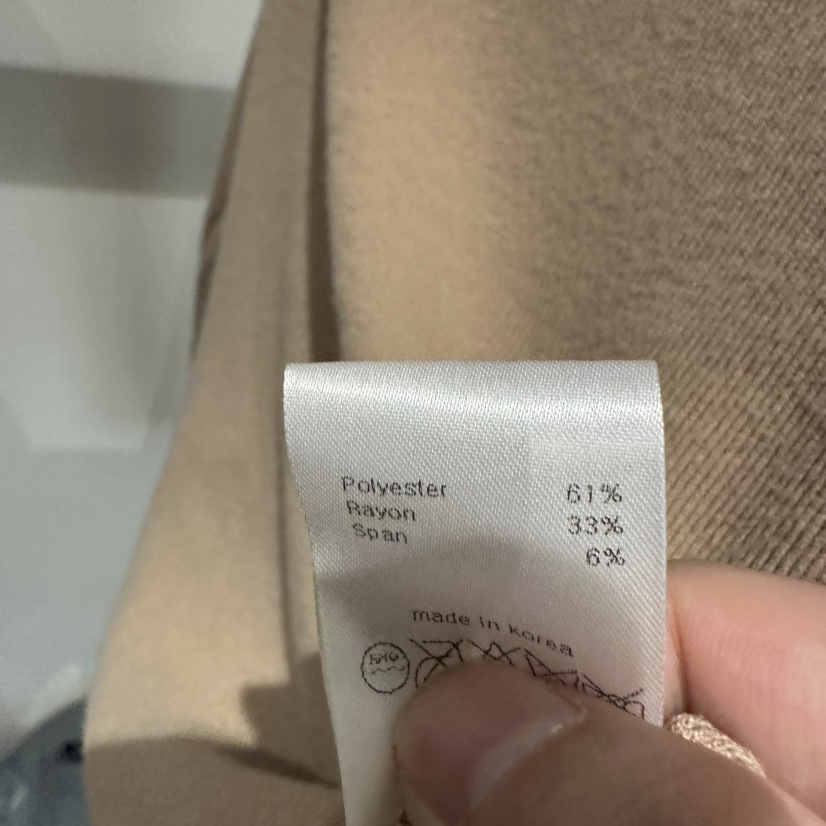 Polyester 61%
Rayon 33%
Span 6%
made in korea